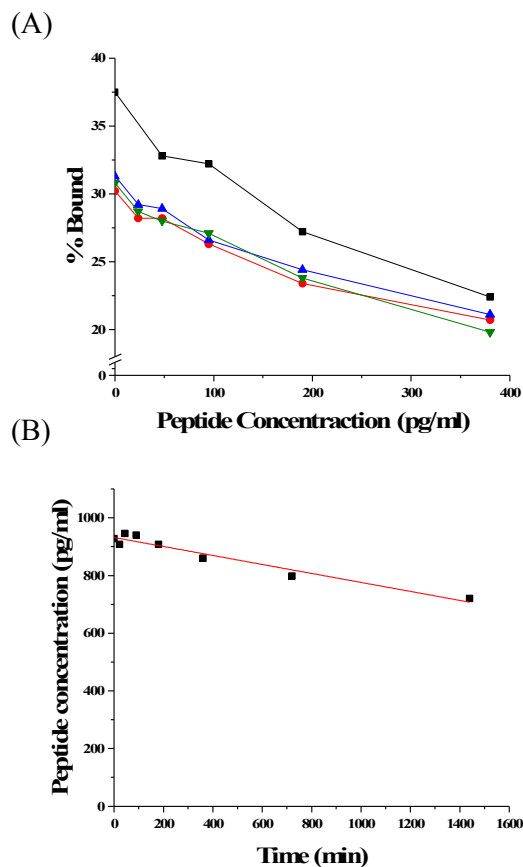 (A)
40
35
30
25
20
0
% Bound
0 100 200 300 400
Peptide Concentraction (pg/ml)
(B)
1000
800
600
400
200
0
Peptide concentration (pg/ml)
0 200 400 600 800 1000 1200 1400 1600
Time (min)